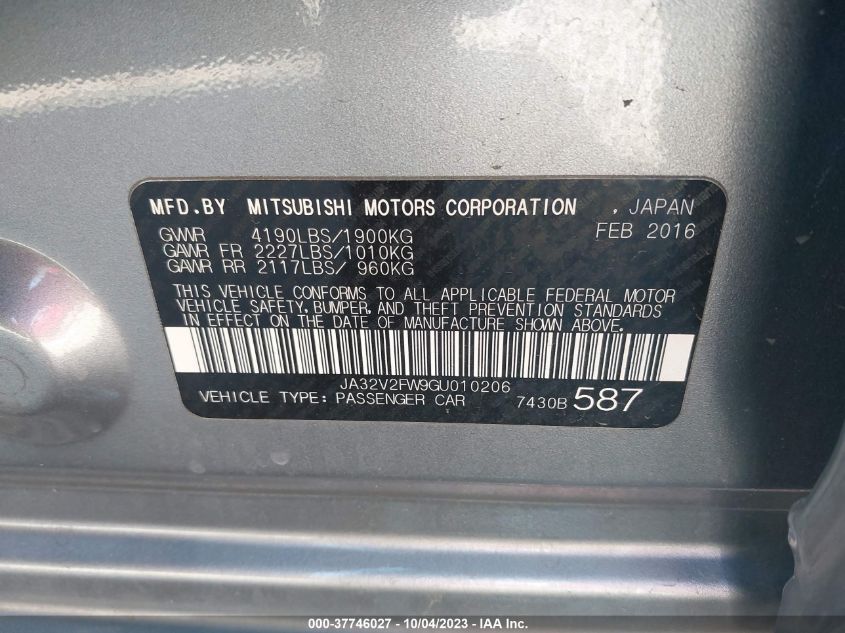 MFD.BY MITSUBISHI MOTORS CORPORATION , JAPAN
GVWR 4190LBS/1900KG FEB 2016
GAWR FR 2227LBS/1010KG
GAWR RR 2117LBS/ 960KG
THIS VEHICLE CONFORMS TO ALL APPLICABLE FEDERAL MOTOR
VEHICLE SAFETY, BUMPER, AND THEFT PREVENTION STANDARDS
IN EFFECT ON THE DATE OF MANUFACTURE SHOWN ABOVE.
JA32V2FW9GU010206
VEHICLE TYPE: PASSENGER CAR 7430B 587
000-37746027 - 10/04/2023 - IAA Inc.